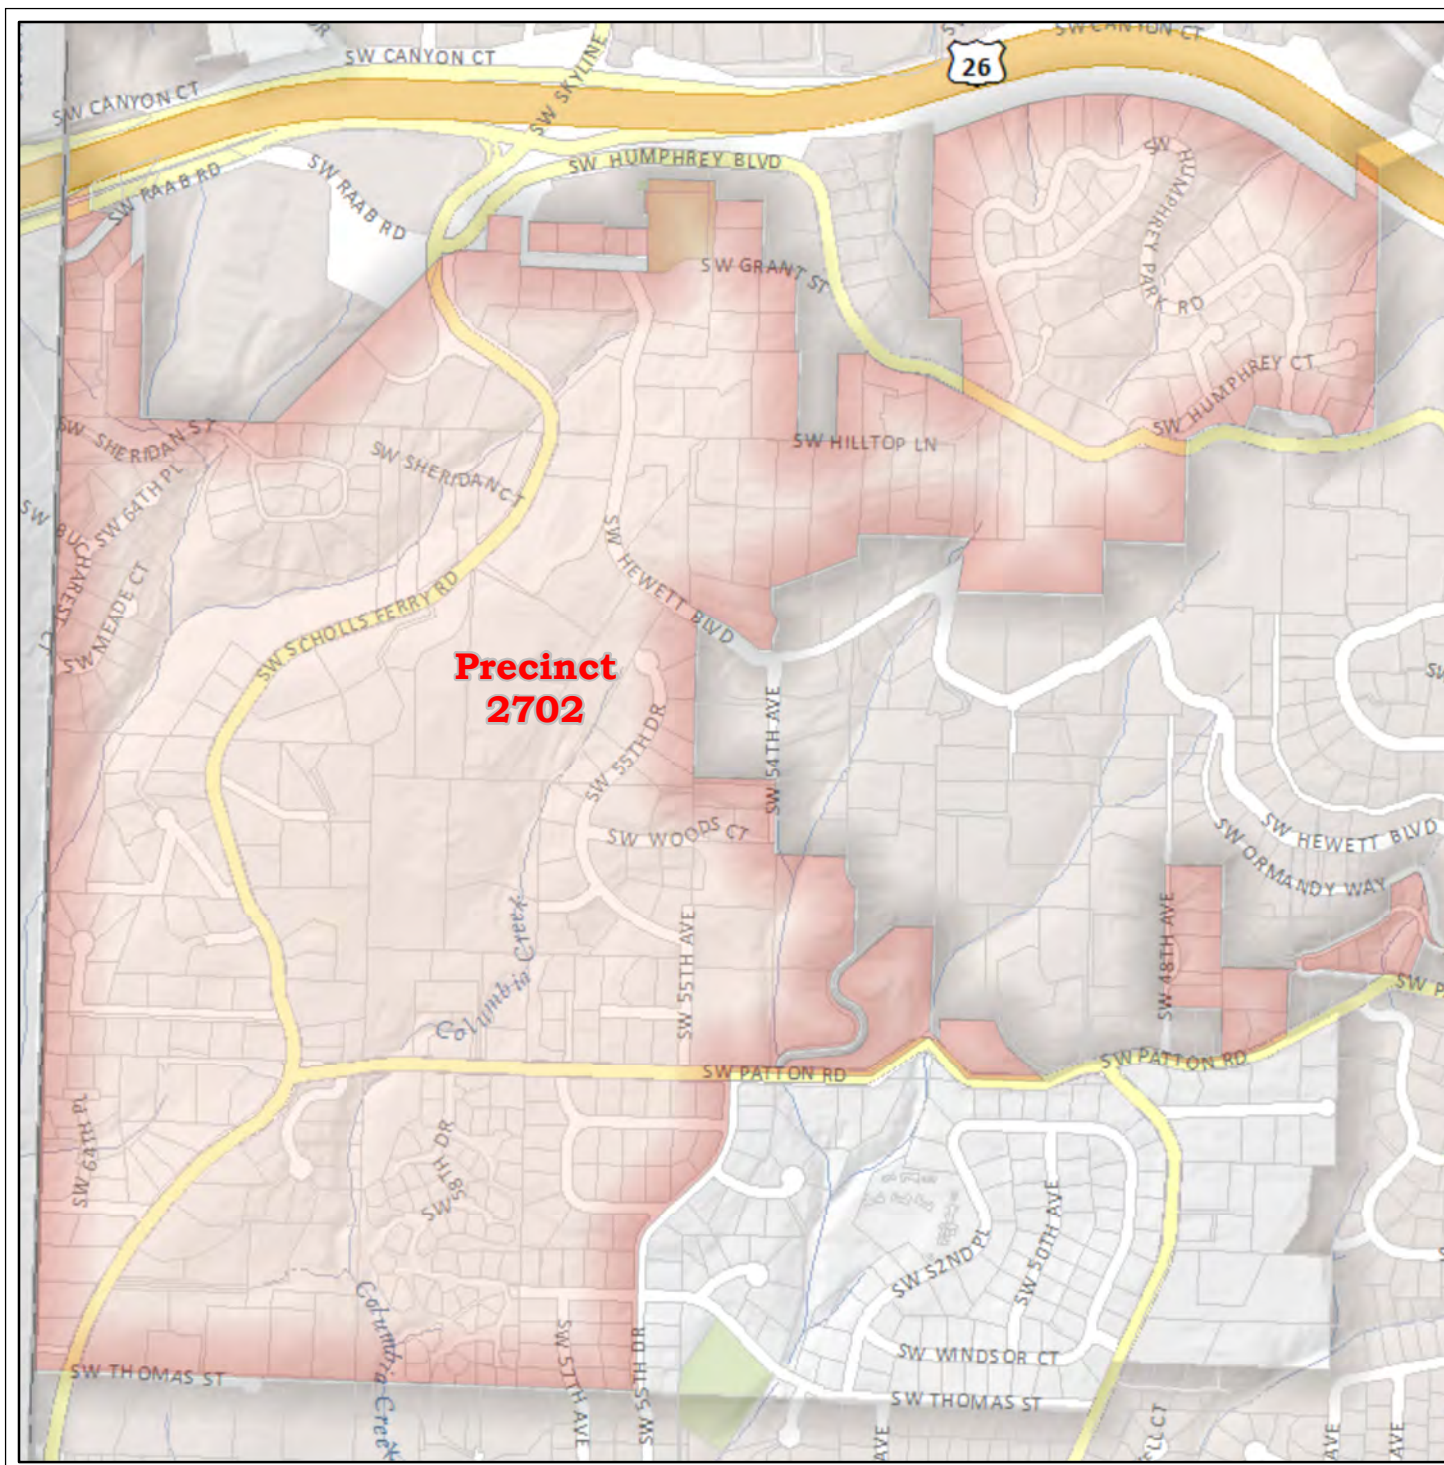 SW CANYON CT
SW CANYON CT
SW CANYON CT
SW SKYLINE
26
DR
SW RAAB RD
SW RAAB RD
SW HUMPHREY BLVD
SW HUMPHREY PARK RD
SW GRANT ST
SW HUMPHREY CT
SW SHERIDAN ST
SW SHERIDAN CT
SW HILLTOP LN
SW 64TH PL
SW BUCHAREST CT
SW MEADE CT
SW HEWETT BLVD
SW SCHOLLS FERRY RD
Precinct
2702
SW 55TH DR
SW 54TH AVE
SW WOODS CT
SW HEWETT BLVD
SW ORMANDY WAY
SW 48TH AVE
SW 55TH AVE
Columbia Creek
SW P
SW PATTON RD
SW PATTON RD
SW 64TH PL
SW 58TH DR
SW 52ND PL
SW 50TH AVE
Columbia Creek
SW 57TH AVE
SW 55TH DR
SW WINDSOR CT
SW THOMAS ST
SW THOMAS ST
AVE
AVE
AVE